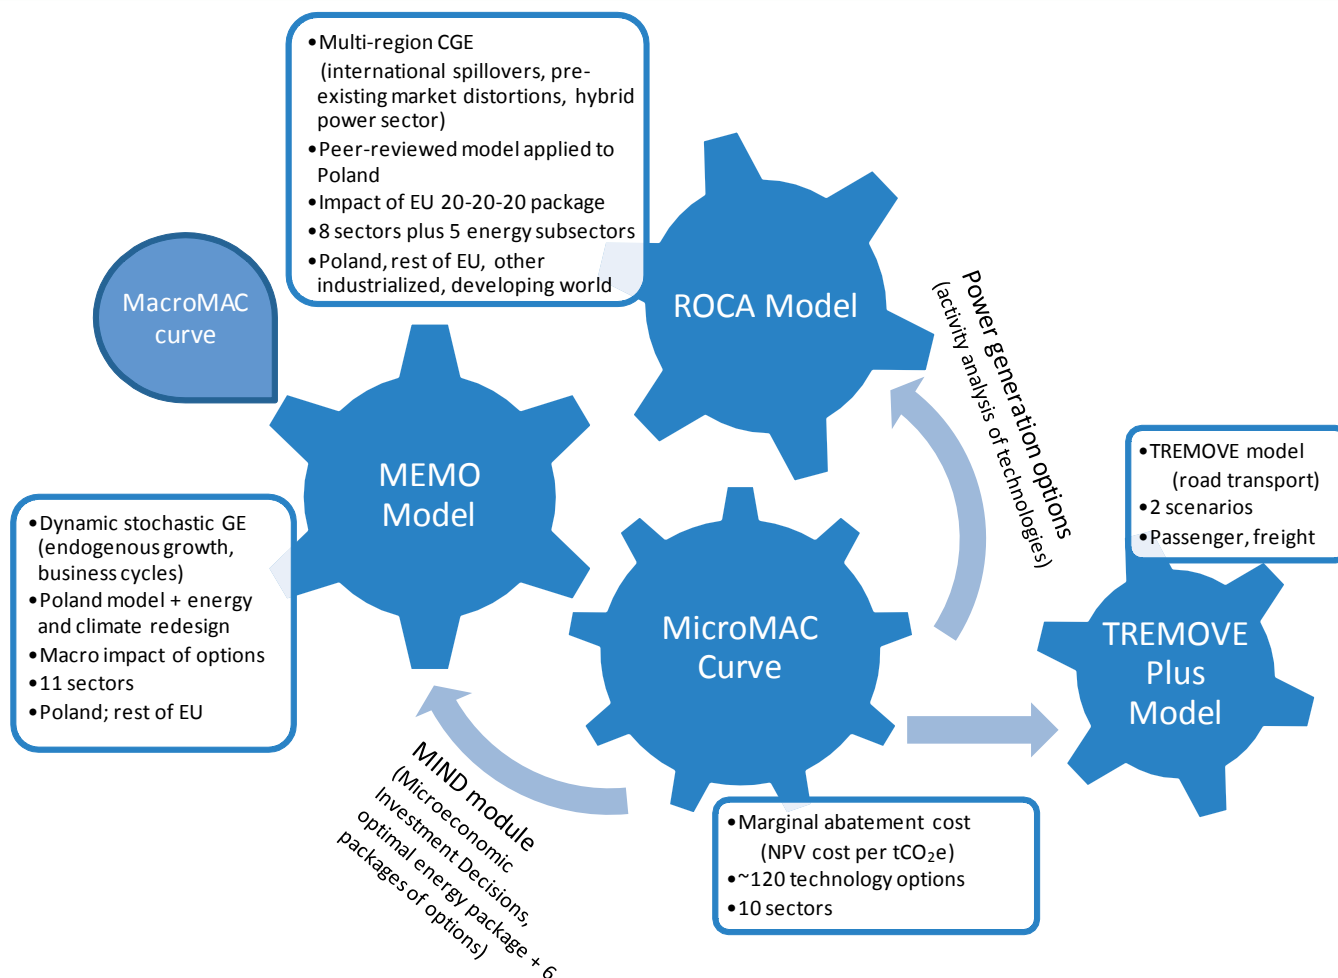 •Multi-region CGE
(international spillovers, pre-
existing market distortions, hybrid
power sector)
•Peer-reviewed model applied to
Poland
•Impact of EU 20-20-20 package
•8 sectors plus 5 energy subsectors
•Poland, rest of EU, other
industrialized, developing world
MacroMAC
curve
ROCA Model
Power generation options
(activity analysis of technologies)
MEMO
Model
•Dynamic stochastic GE
(endogenous growth,
business cycles)
•Poland model + energy
and climate redesign
•Macro impact of options
•11 sectors
•Poland; rest of EU
•TREMOVE model
(road transport)
•2 scenarios
•Passenger, freight
MicroMAC
Curve
TREMOVE
Plus
Model
MIND module
(Microeconomic
Investment Decisions,
optimal energy package + 6
packages of options)
•Marginal abatement cost
(NPV cost per tCO₂e)
•~120 technology options
•10 sectors